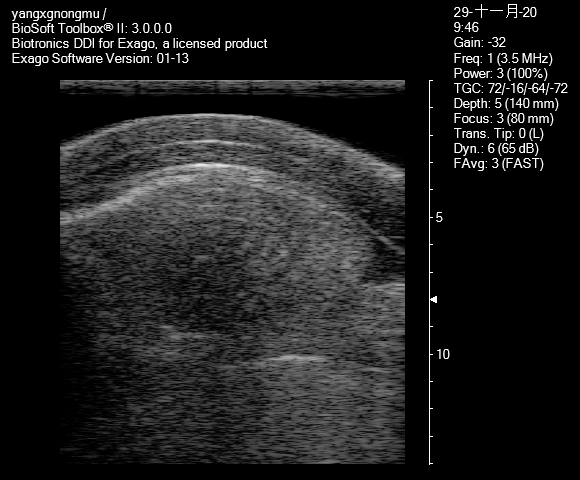 yangxgnongmu /
BioSoft Toolbox® II: 3.0.0.0
Biotronics DDI for Exago, a licensed product
Exago Software Version: 01-13
29-十一月-20
9:46
Gain: -32
Freq: 1 (3.5 MHz)
Power: 3 (100%)
TGC: 72/-16/-64/-72
Depth: 5 (140 mm)
Focus: 3 (80 mm)
Trans. Tip: 0 (L)
Dyn.: 6 (65 dB)
FAvg: 3 (FAST)
5
10